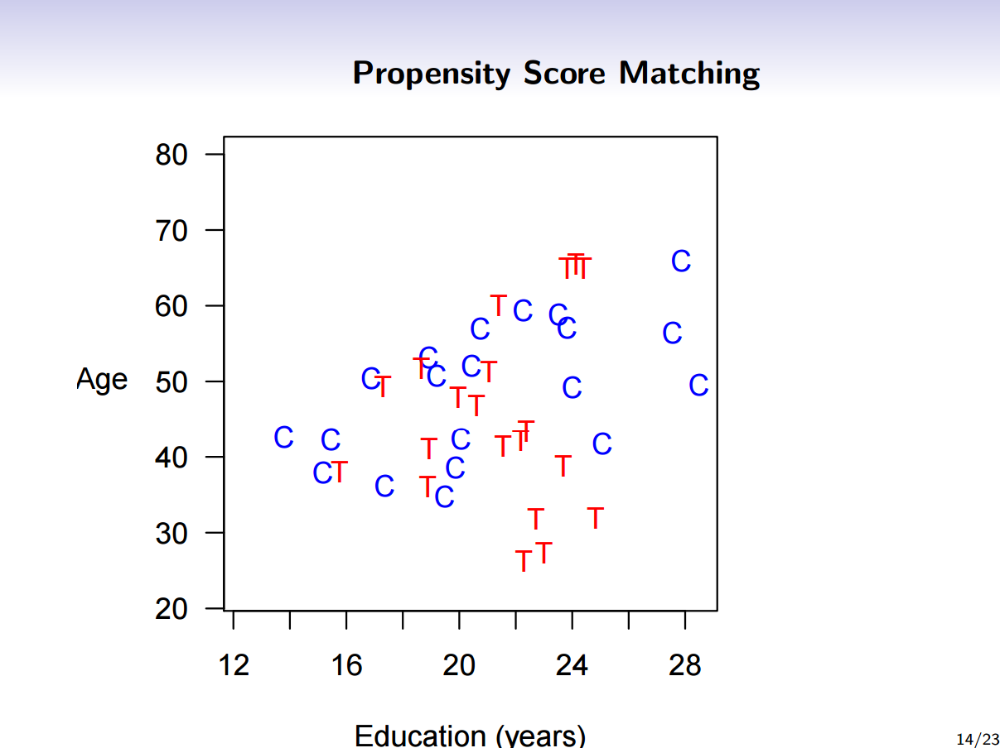 Propensity Score Matching
80
70
T T T C
60 T C C
C C C
C
T C T
Age 50 C T C C C
T T
T
C C C T T T C
40 T
C T C
C T C
T T
30
T T
20
12 16 20 24 28
Education (years)
14/23